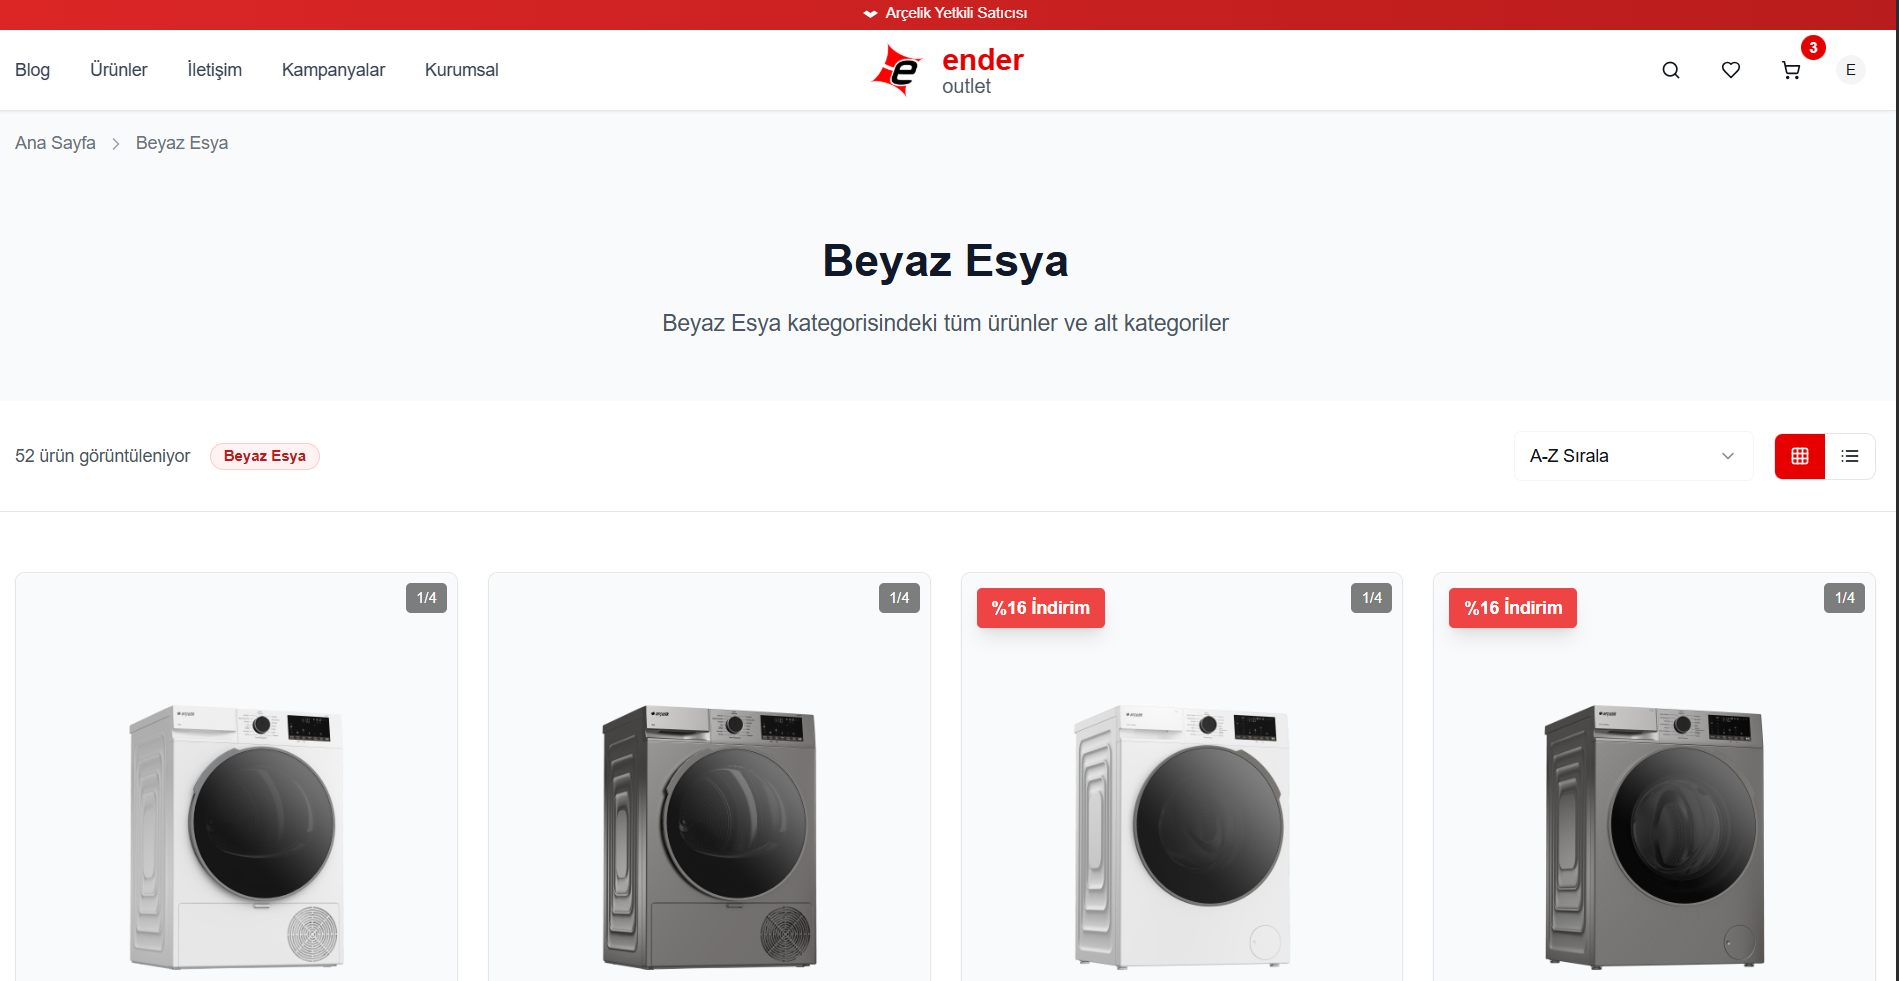 Arçelik Yetkili Satıcısı
Blog Ürünler İletişim Kampanyalar Kurumsal
ender
outlet
3
E
Ana Sayfa Beyaz Esya
Beyaz Esya
Beyaz Esya kategorisindeki tüm ürünler ve alt kategoriler
52 ürün görüntüleniyor Beyaz Esya
A-Z Sırala
1/4
1/4
%16 İndirim 1/4
%16 İndirim 1/4